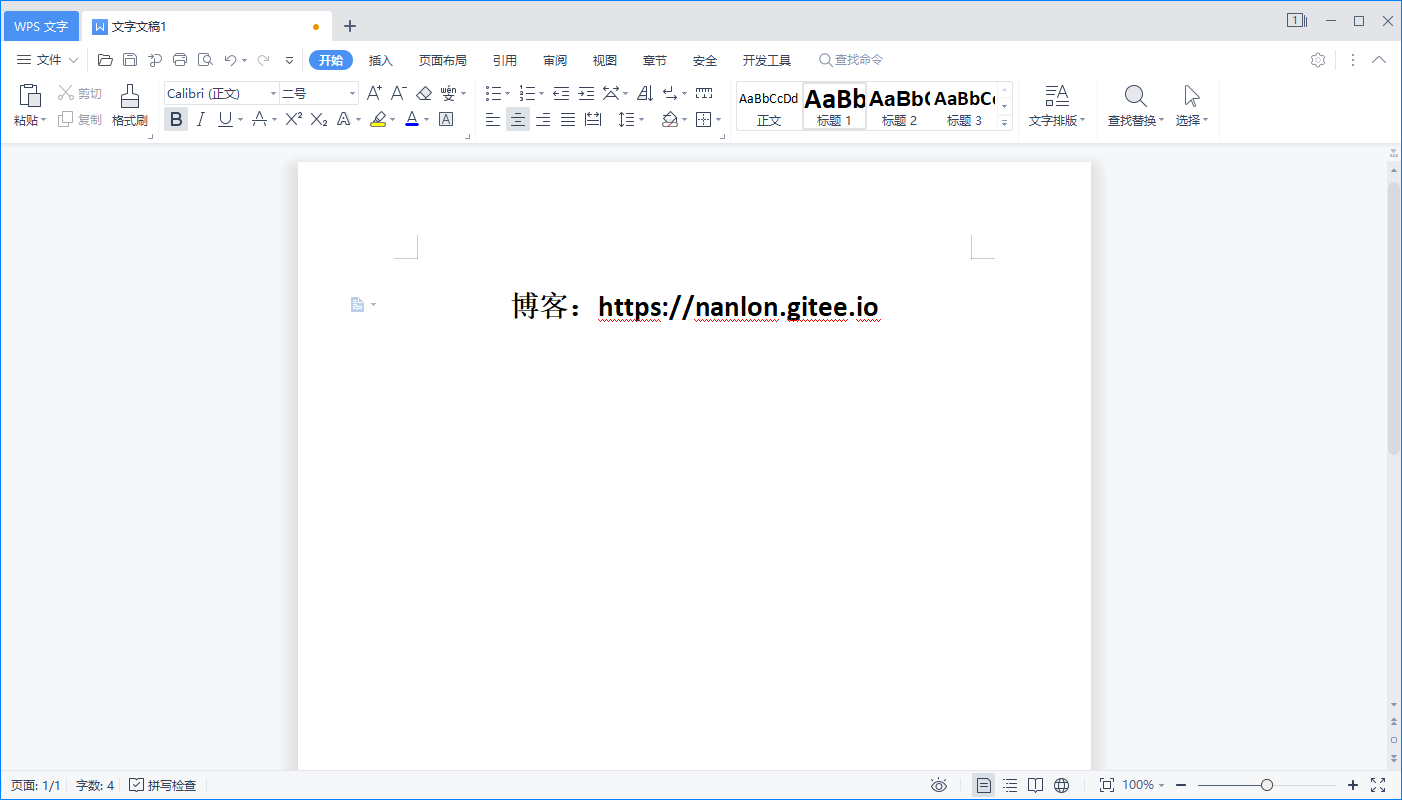 WPS 文字 文字文稿1 1
文件 开始 插入 页面布局 引用 审阅 视图 章节 安全 开发工具 查找命令
剪切 Calibri (正文) 二号 wén
粘贴 复制 格式刷 B I U A X² X₂ A A A
AaBbCcDd AaBb AaBb( AaBbC(
正文 标题 1 标题 2 标题 3 文字排版 查找替换 选择
博客：https://nanlon.gitee.io
页面: 1/1 字数: 4 拼写检查 100%